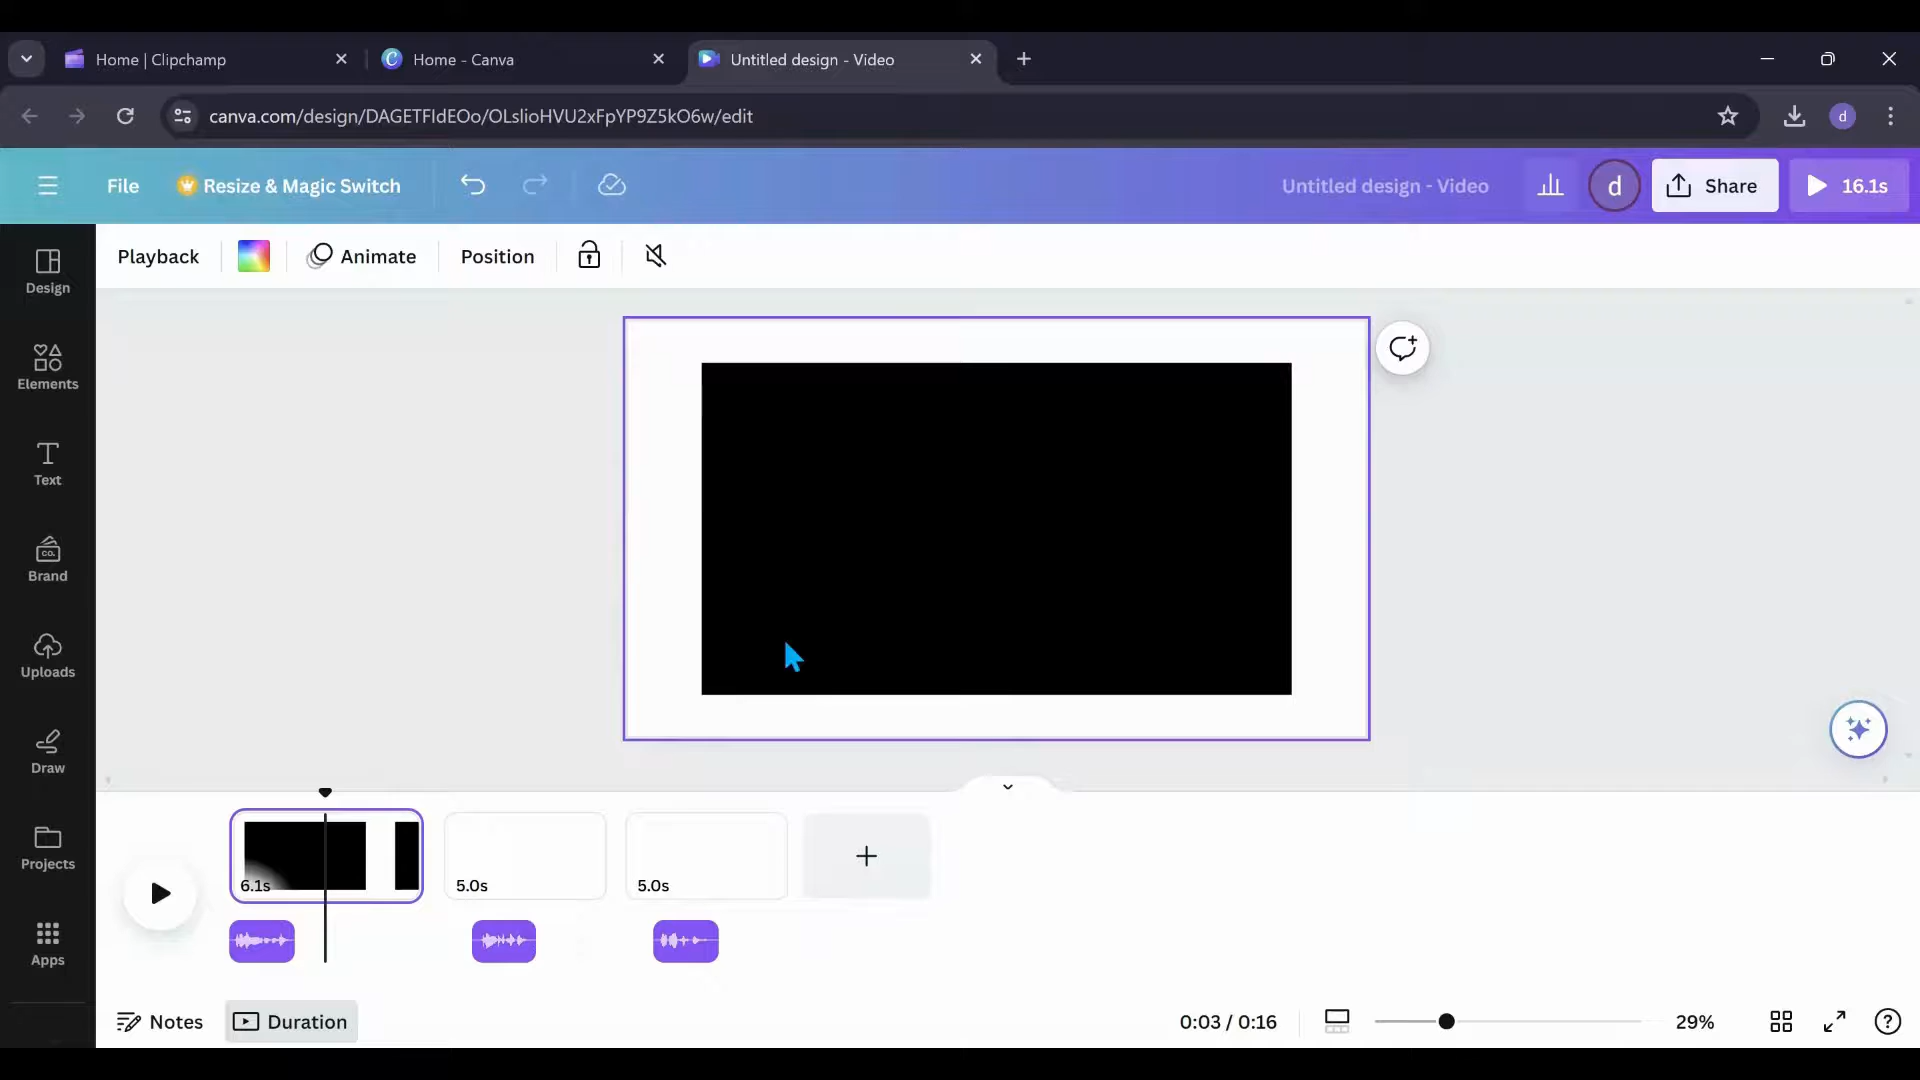 Home | Clipchamp
Home - Canva
Untitled design - Video
canva.com/design/DAGETFIdEOo/OLslioHVU2xFpYP9Z5kO6w/edit
d
File
Resize & Magic Switch
Untitled design - Video
d
Share
16.1s
Playback
Animate
Position
Design
Elements
Text
CO.
Brand
Uploads
Draw
Projects
Apps
6.1s
5.0s
5.0s
Notes
Duration
0:03 / 0:16
29%